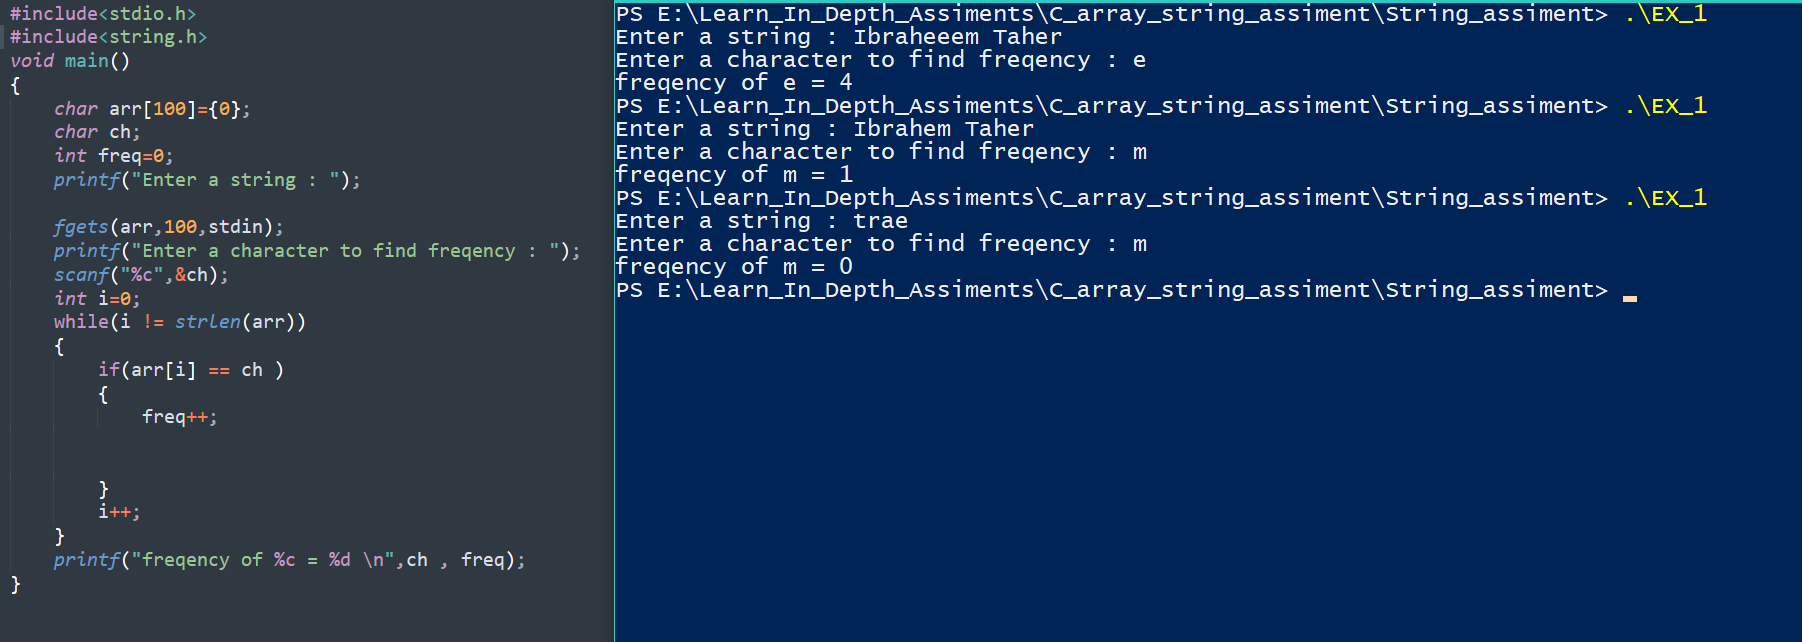 #include<stdio.h>
#include<string.h>
void main()
{
    char arr[100]={0};
    char ch;
    int freq=0;
    printf("Enter a string : ");

    fgets(arr,100,stdin);
    printf("Enter a character to find freqency : ");
    scanf("%c",&ch);
    int i=0;
    while(i != strlen(arr))
    {
        if(arr[i] == ch )
        {
            freq++;


        }
        i++;
    }
    printf("freqency of %c = %d \n",ch , freq);
}
PS E:\Learn_In_Depth_Assiments\C_array_string_assiment\String_assiment> .\EX_1
Enter a string : Ibraheeem Taher
Enter a character to find freqency : e
freqency of e = 4
PS E:\Learn_In_Depth_Assiments\C_array_string_assiment\String_assiment> .\EX_1
Enter a string : Ibrahem Taher
Enter a character to find freqency : m
freqency of m = 1
PS E:\Learn_In_Depth_Assiments\C_array_string_assiment\String_assiment> .\EX_1
Enter a string : trae
Enter a character to find freqency : m
freqency of m = 0
PS E:\Learn_In_Depth_Assiments\C_array_string_assiment\String_assiment>